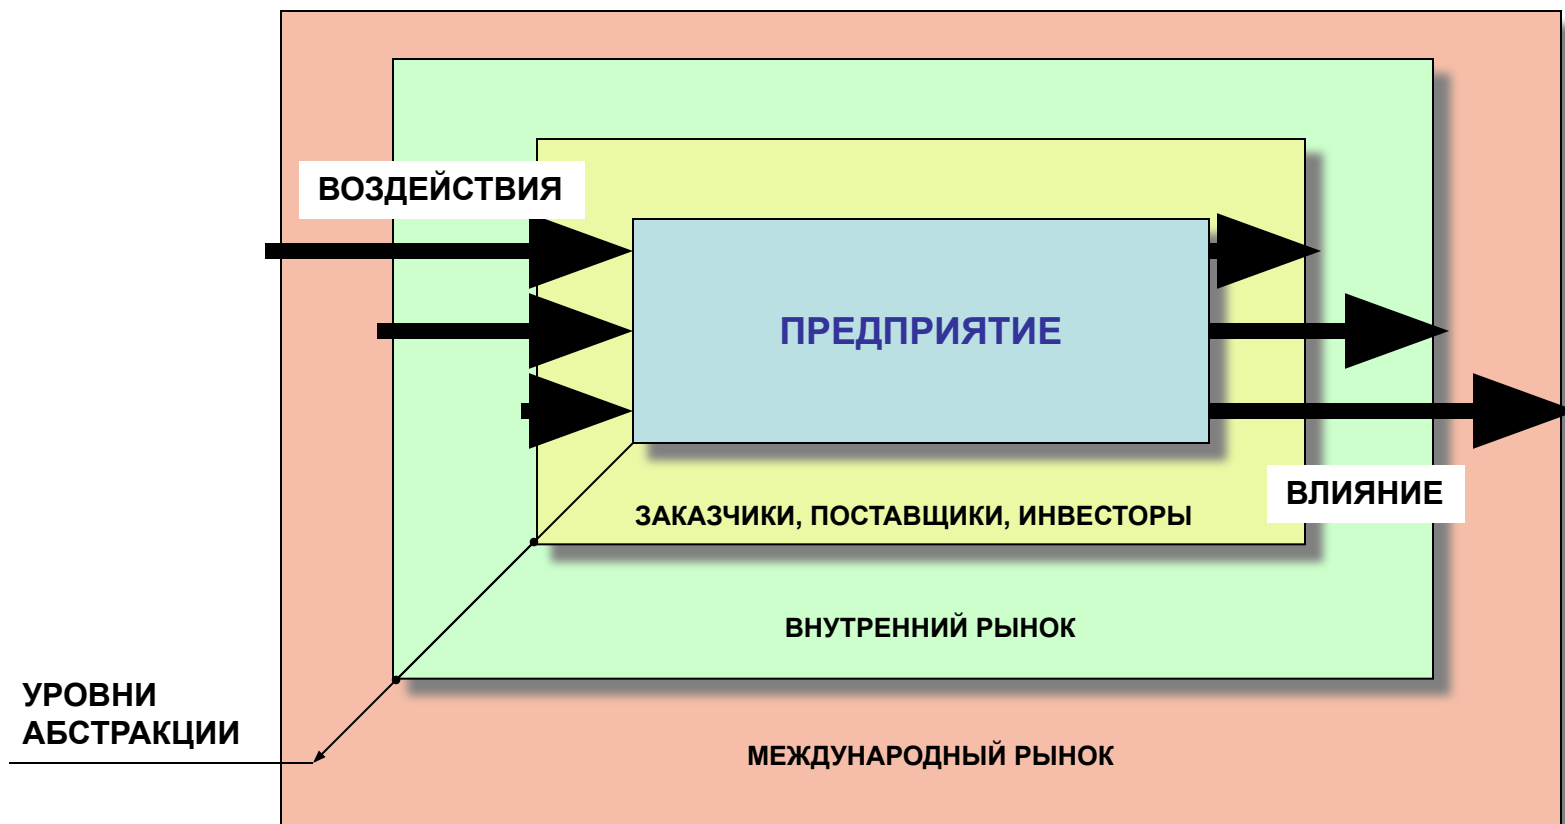 ВОЗДЕЙСТВИЯ
ПРЕДПРИЯТИЕ
ВЛИЯНИЕ
ЗАКАЗЧИКИ, ПОСТАВЩИКИ, ИНВЕСТОРЫ
ВНУТРЕННИЙ РЫНОК
УРОВНИ
АБСТРАКЦИИ
МЕЖДУНАРОДНЫЙ РЫНОК